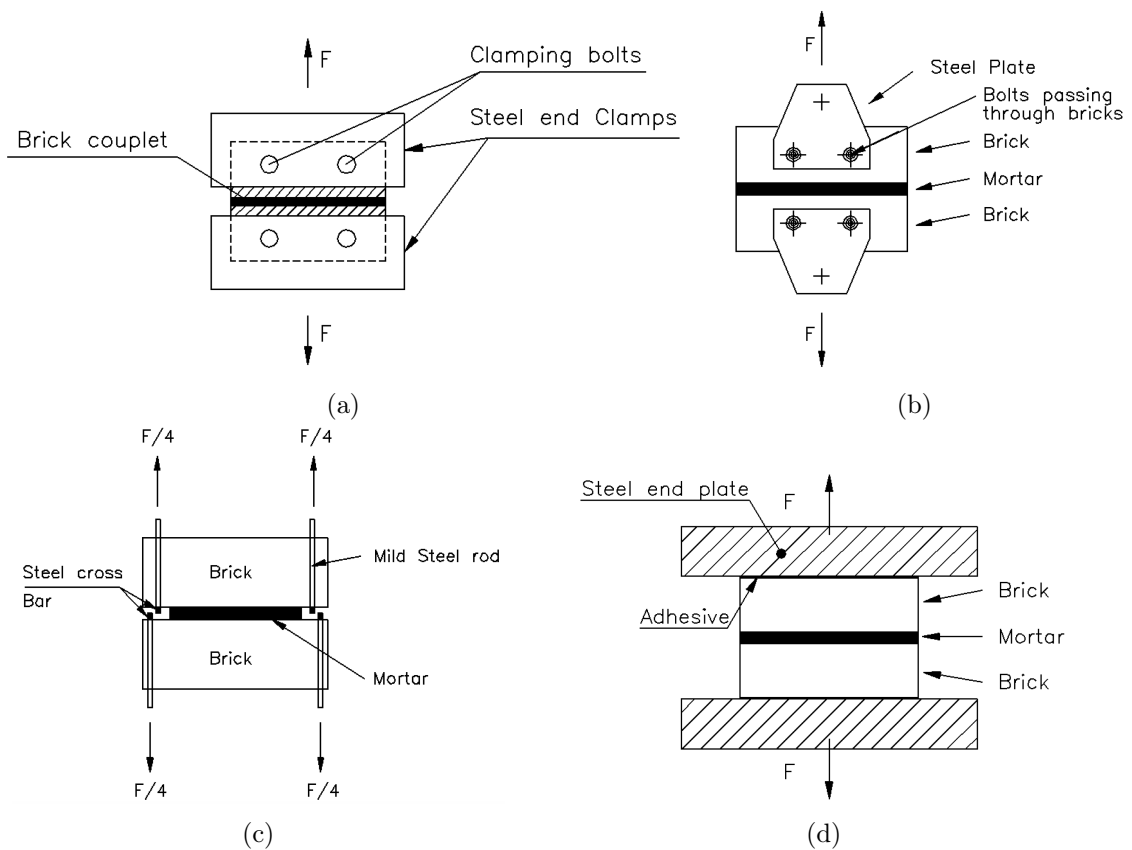 F
Clamping bolts
Steel end Clamps
Brick couplet
F
(a)
F
Steel Plate
Bolts passing
through bricks
Brick
Mortar
Brick
F
(b)
F/4
F/4
Brick
Mild Steel rod
Steel cross
Bar
Brick
Mortar
F/4
F/4
(c)
Steel end plate
F
Adhesive
Brick
Mortar
Brick
F
(d)